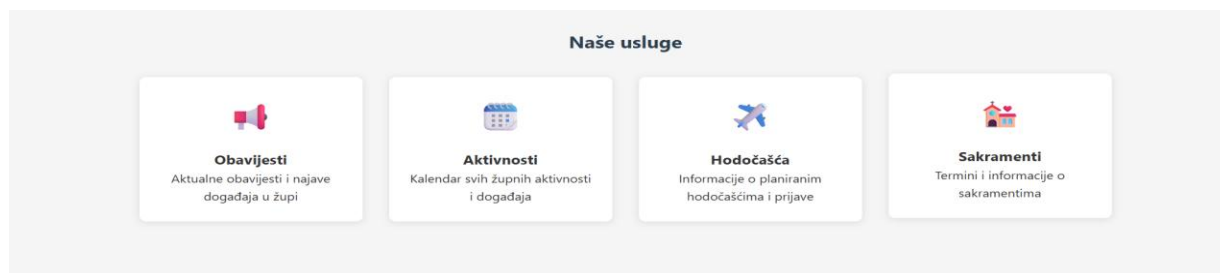 Naše usluge
Obavijesti
Aktualne obavijesti i najave
događaja u župi
Aktivnosti
Kalendar svih župnih aktivnosti
i događaja
Hodočašća
Informacije o planiranim
hodočašćima i prijave
Sakramenti
Termini i informacije o
sakramentima